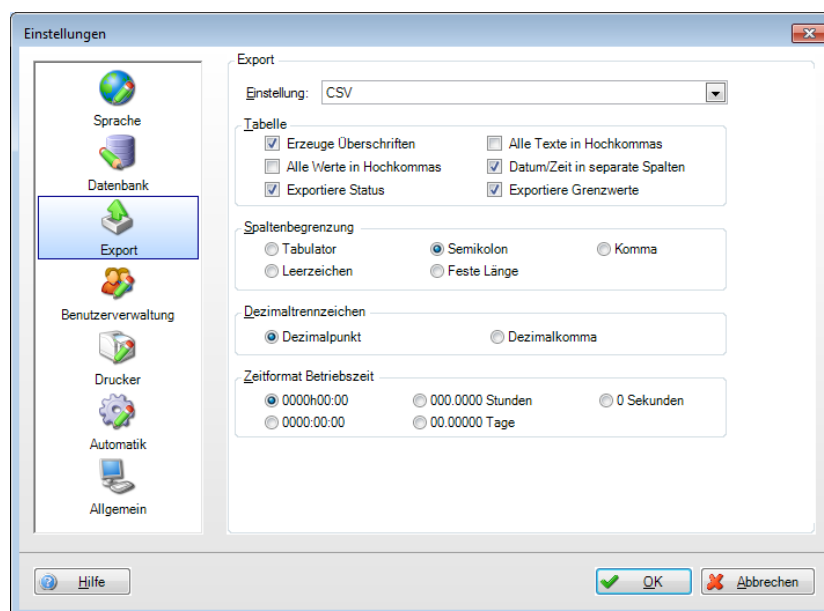 Einstellungen
Sprache
Datenbank
Export
Benutzerverwaltung
Drucker
Automatik
Allgemein
Export
Einstellung: CSV
Tabelle
Erzeuge Überschriften Alle Texte in Hochkommas
Alle Werte in Hochkommas Datum/Zeit in separate Spalten
Exportiere Status Exportiere Grenzwerte
Spaltenbegrenzung
Tabulator Semikolon Komma
Leerzeichen Feste Länge
Dezimaltrennzeichen
Dezimalpunkt Dezimalkomma
Zeitformat Betriebszeit
0000h00:00 000.0000 Stunden 0 Sekunden
0000:00:00 00.00000 Tage
Hilfe OK Abbrechen